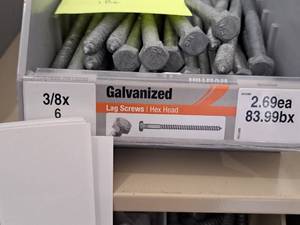 3/8x
6
Galvanized
Lag Screws | Hex Head
2.69ea
83.99bx